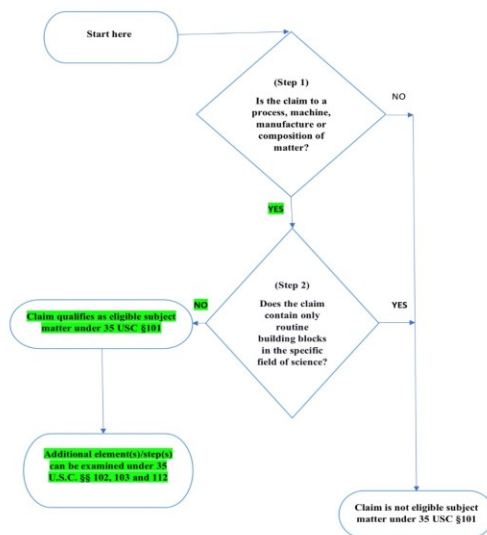 Start here
(Step 1)
Is the claim to a
process, machine,
manufacture or
composition of
matter?
NO
YES
(Step 2)
Does the claim
contain only
routine
building blocks
in the specific
field of science?
NO
YES
Claim qualifies as eligible subject
matter under 35 USC §101
Additional element(s)/step(s)
can be examined under 35
U.S.C. §§ 102, 103 and 112
Claim is not eligible subject
matter under 35 USC §101